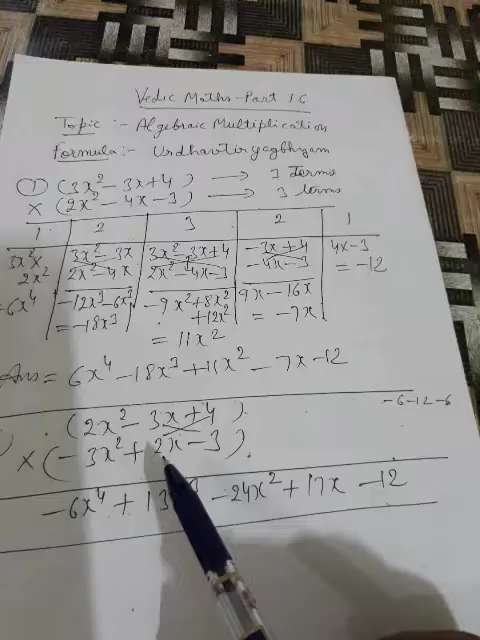 Vedic Maths-Part 16
Topic :- Algebraic Multiplication
Formula:- Urdhavtiryagbhyam
① (3x² - 3x + 4) → 3 terms
× (2x² - 4x - 3) → 3 terms
1 2 3 2 1
3x²× 3x² - 3x 3x² - 3x + 4 -3x + 4 4x-3
2x² 2x² - 4x 2x² - 4x - 3 -4x - 3 = -12
= 6x⁴ -12x³ - 6x³ -9x² + 8x² 9x - 16x
= -18x³ + 12x² = -7x
= 11x²
Ans = 6x⁴ - 18x³ + 11x² - 7x - 12
-6-12-6
(2x² - 3x + 4)
× (-3x² + 2x - 3)
-6x⁴ + 13 - 24x² + 17x - 12